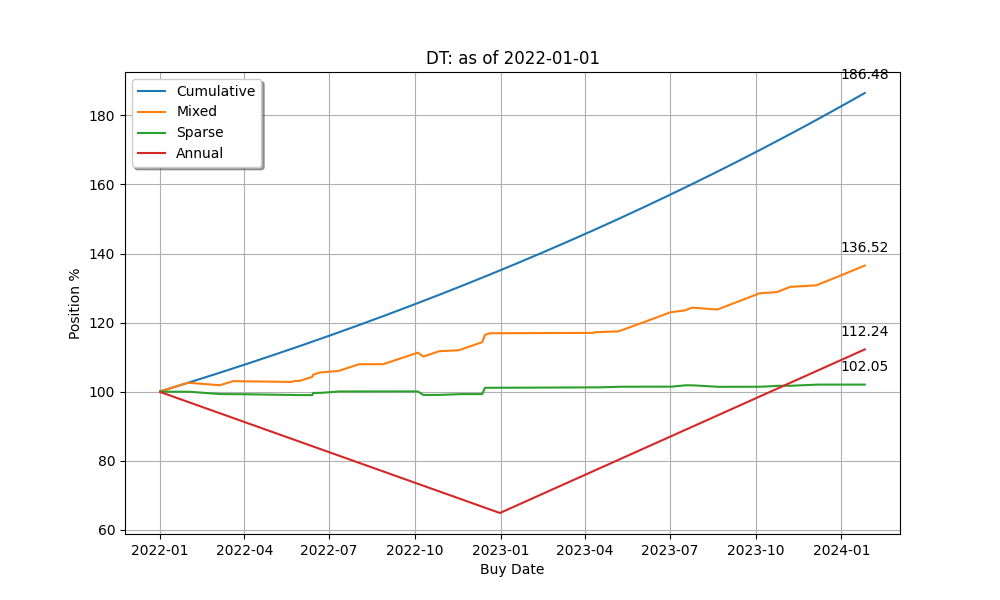 DT: as of 2022-01-01
186.48
Cumulative
Mixed
Sparse
Annual
136.52
112.24
102.05
180
160
140
120
100
80
60
Position %
2022-01 2022-04 2022-07 2022-10 2023-01 2023-04 2023-07 2023-10 2024-01
Buy Date